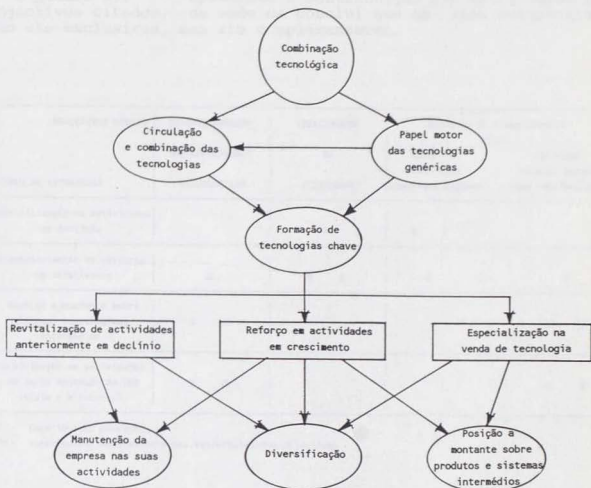 Combinação
tecnológica
Circulação
e combinação das
tecnologias
Papel motor
das tecnologias
genéricas
Formação de
tecnologias chave
Revitalização de actividades
anteriormente em declínio
Reforço em actividades
em crescimento
Especialização na
venda de tecnologia
Manutenção da
empresa nas suas
actividades
Diversificação
Posição a
montante sobre
produtos e sistemas
intermédios